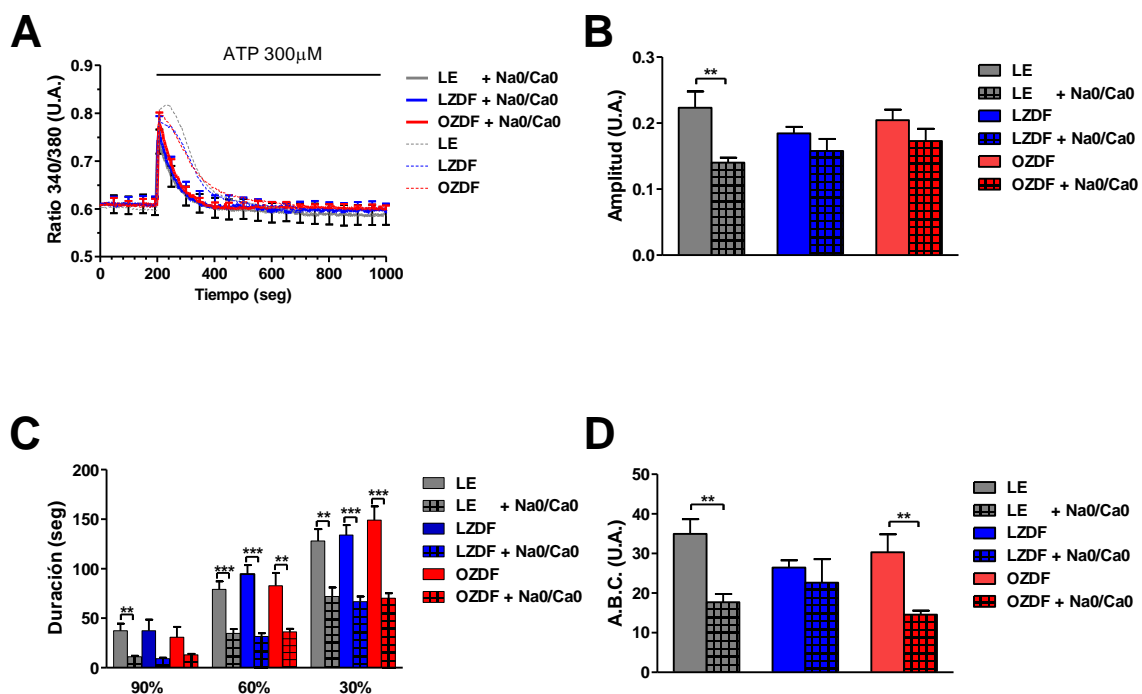 A
ATP 300µM
Ratio 340/380 (U.A.)
0.9
0.8
0.7
0.6
0.5
0
200
400
600
800
1000
Tiempo (seg)
LE + Na0/Ca0
LZDF + Na0/Ca0
OZDF + Na0/Ca0
LE
LZDF
OZDF
B
Amplitud (U.A.)
0.3
0.2
0.1
0.0
**
LE
LE + Na0/Ca0
LZDF
LZDF + Na0/Ca0
OZDF
OZDF + Na0/Ca0
C
Duración (seg)
200
150
100
50
0
**
***
***
**
**
***
***
90%
60%
30%
LE
LE + Na0/Ca0
LZDF
LZDF + Na0/Ca0
OZDF
OZDF + Na0/Ca0
D
A.B.C. (U.A.)
50
40
30
20
10
0
**
**
LE
LE + Na0/Ca0
LZDF
LZDF + Na0/Ca0
OZDF
OZDF + Na0/Ca0